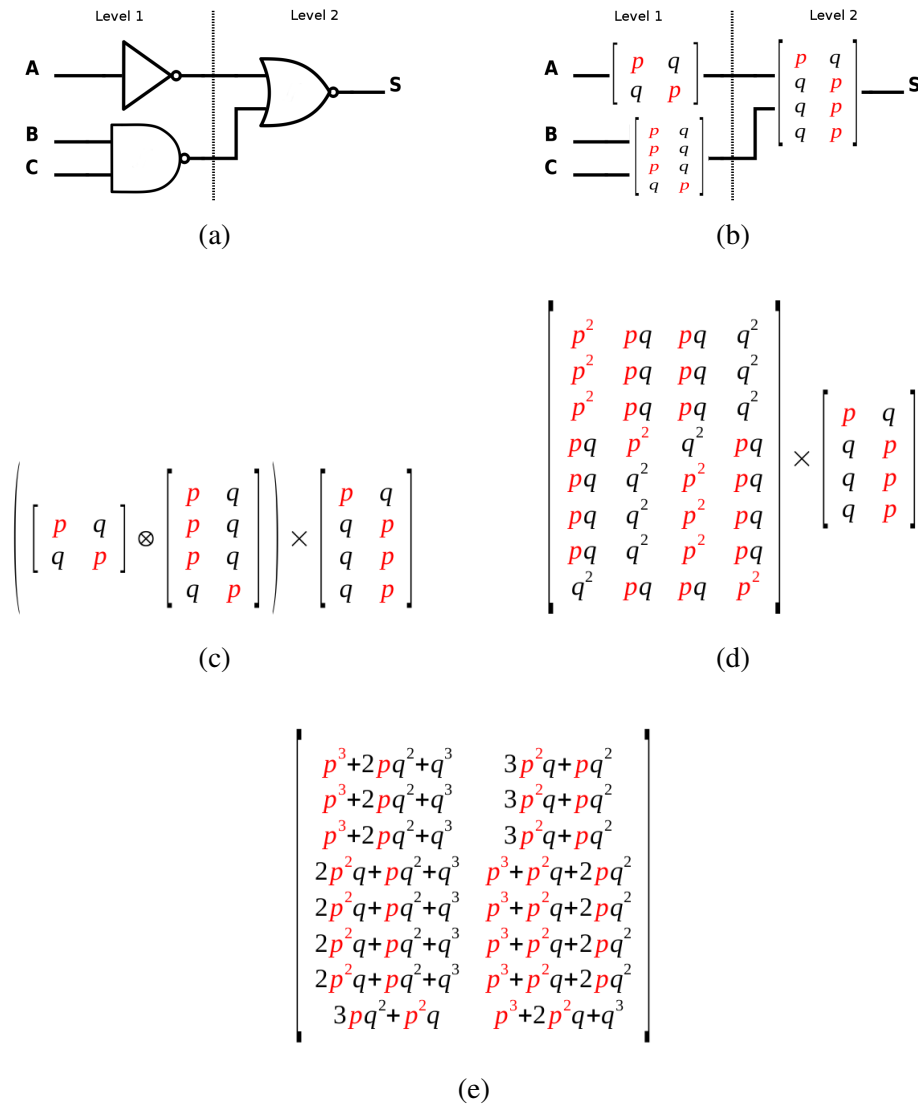 Level 1 Level 2 Level 1 Level 2
A S A [p q; q p] [p q; q p; q p; q p] S
B B [p q; p q; p q; q p]
C C
(a) (b)
([p q; q p] ⊗ [p q; p q; p q; q p]) × [p q; q p; q p; q p]
(c)
p² pq pq q²
p² pq pq q²
p² pq pq q²
pq p² q² pq
pq q² p² pq
pq q² p² pq
pq q² p² pq
q² pq pq p²
× [p q; q p; q p; q p]
(d)
p³+2pq²+q³ 3p²q+pq²
p³+2pq²+q³ 3p²q+pq²
p³+2pq²+q³ 3p²q+pq²
2p²q+pq²+q³ p³+p²q+2pq²
2p²q+pq²+q³ p³+p²q+2pq²
2p²q+pq²+q³ p³+p²q+2pq²
2p²q+pq²+q³ p³+p²q+2pq²
3pq²+p²q p³+2p²q+q³
(e)